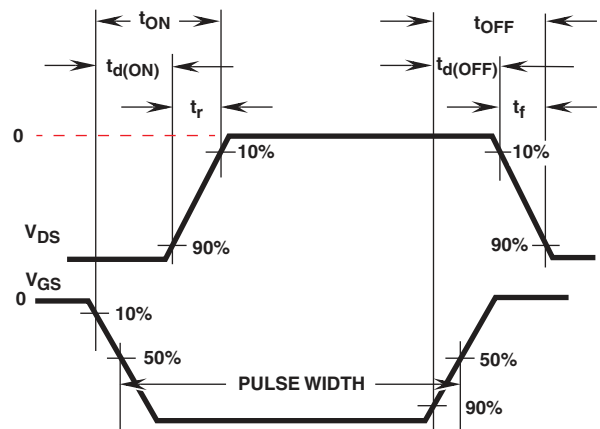 tON
tOFF
td(ON)
td(OFF)
tr
tf
0
10%
10%
VDS
90%
90%
VGS
0
10%
50%
50%
PULSE WIDTH
90%